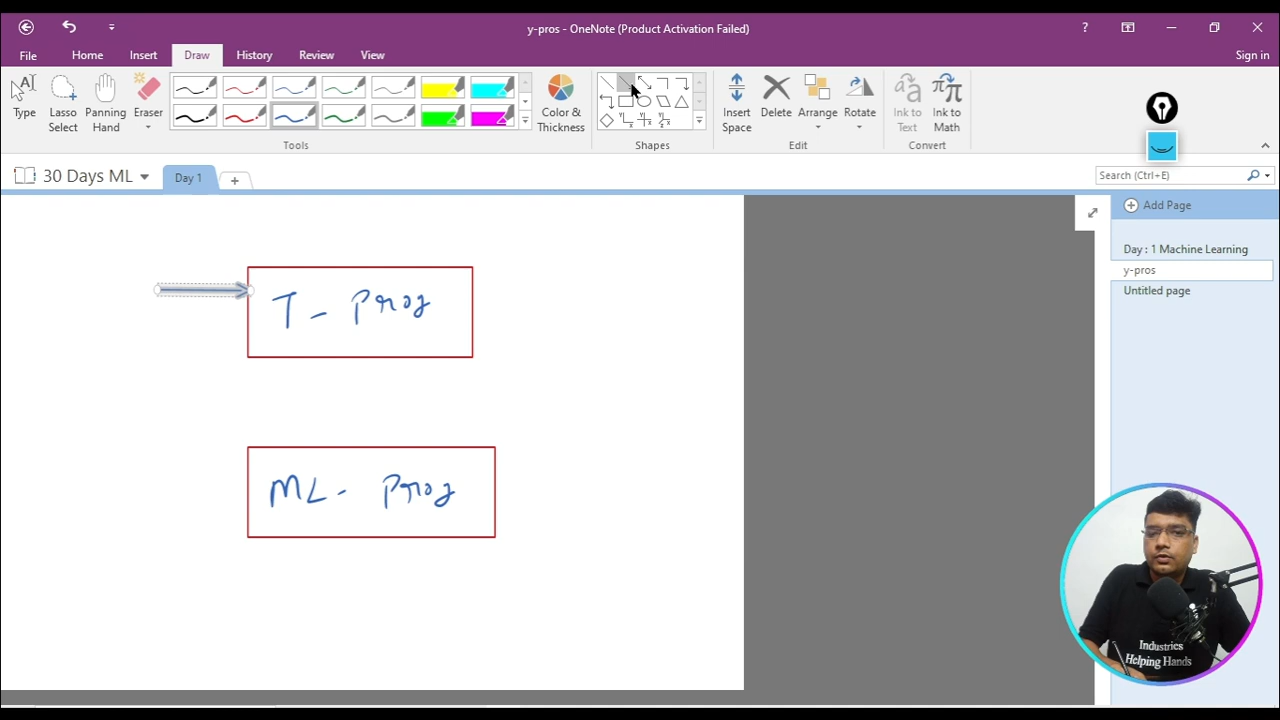 y-pros - OneNote (Product Activation Failed)
?
File
Home
Insert
Draw
History
Review
View
Sign in
Type
Lasso Select
Panning Hand
Eraser
Color & Thickness
Insert Space
Delete
Arrange
Rotate
Ink to Text
Ink to Math
Tools
Shapes
Edit
Convert
30 Days ML
Day 1
Search (Ctrl+E)
Add Page
Day : 1 Machine Learning
y-pros
Untitled page
T - Prog
ML - Prog
Industries
Helping Hands